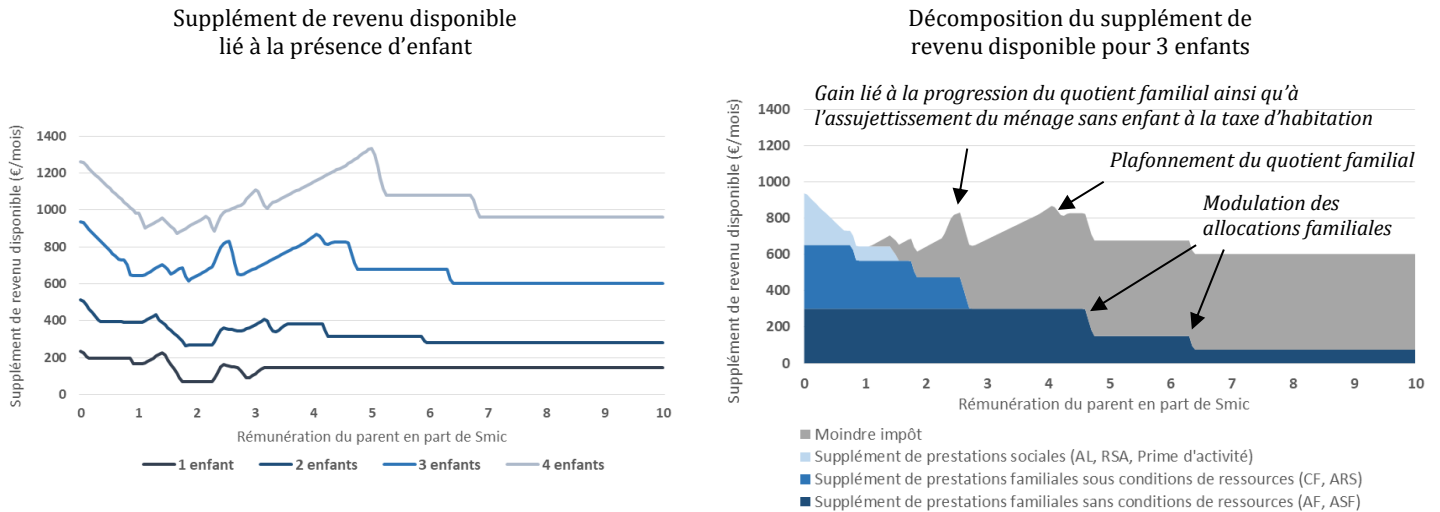 Supplément de revenu disponible
lié à la présence d’enfant
Supplément de revenu disponible (€/mois)
1400
1200
1000
800
600
400
200
0
0 1 2 3 4 5 6 7 8 9 10
Rémunération du parent en part de Smic
1 enfant 2 enfants 3 enfants 4 enfants
Décomposition du supplément de
revenu disponible pour 3 enfants
Gain lié à la progression du quotient familial ainsi qu’à
l’assujettissement du ménage sans enfant à la taxe d’habitation
Plafonnement du quotient familial
Modulation des
allocations familiales
Supplément de revenu disponible (€/mois)
1400
1200
1000
800
600
400
200
0
0 1 2 3 4 5 6 7 8 9 10
Rémunération du parent en part de Smic
Moindre impôt
Supplément de prestations sociales (AL, RSA, Prime d'activité)
Supplément de prestations familiales sous conditions de ressources (CF, ARS)
Supplément de prestations familiales sans conditions de ressources (AF, ASF)